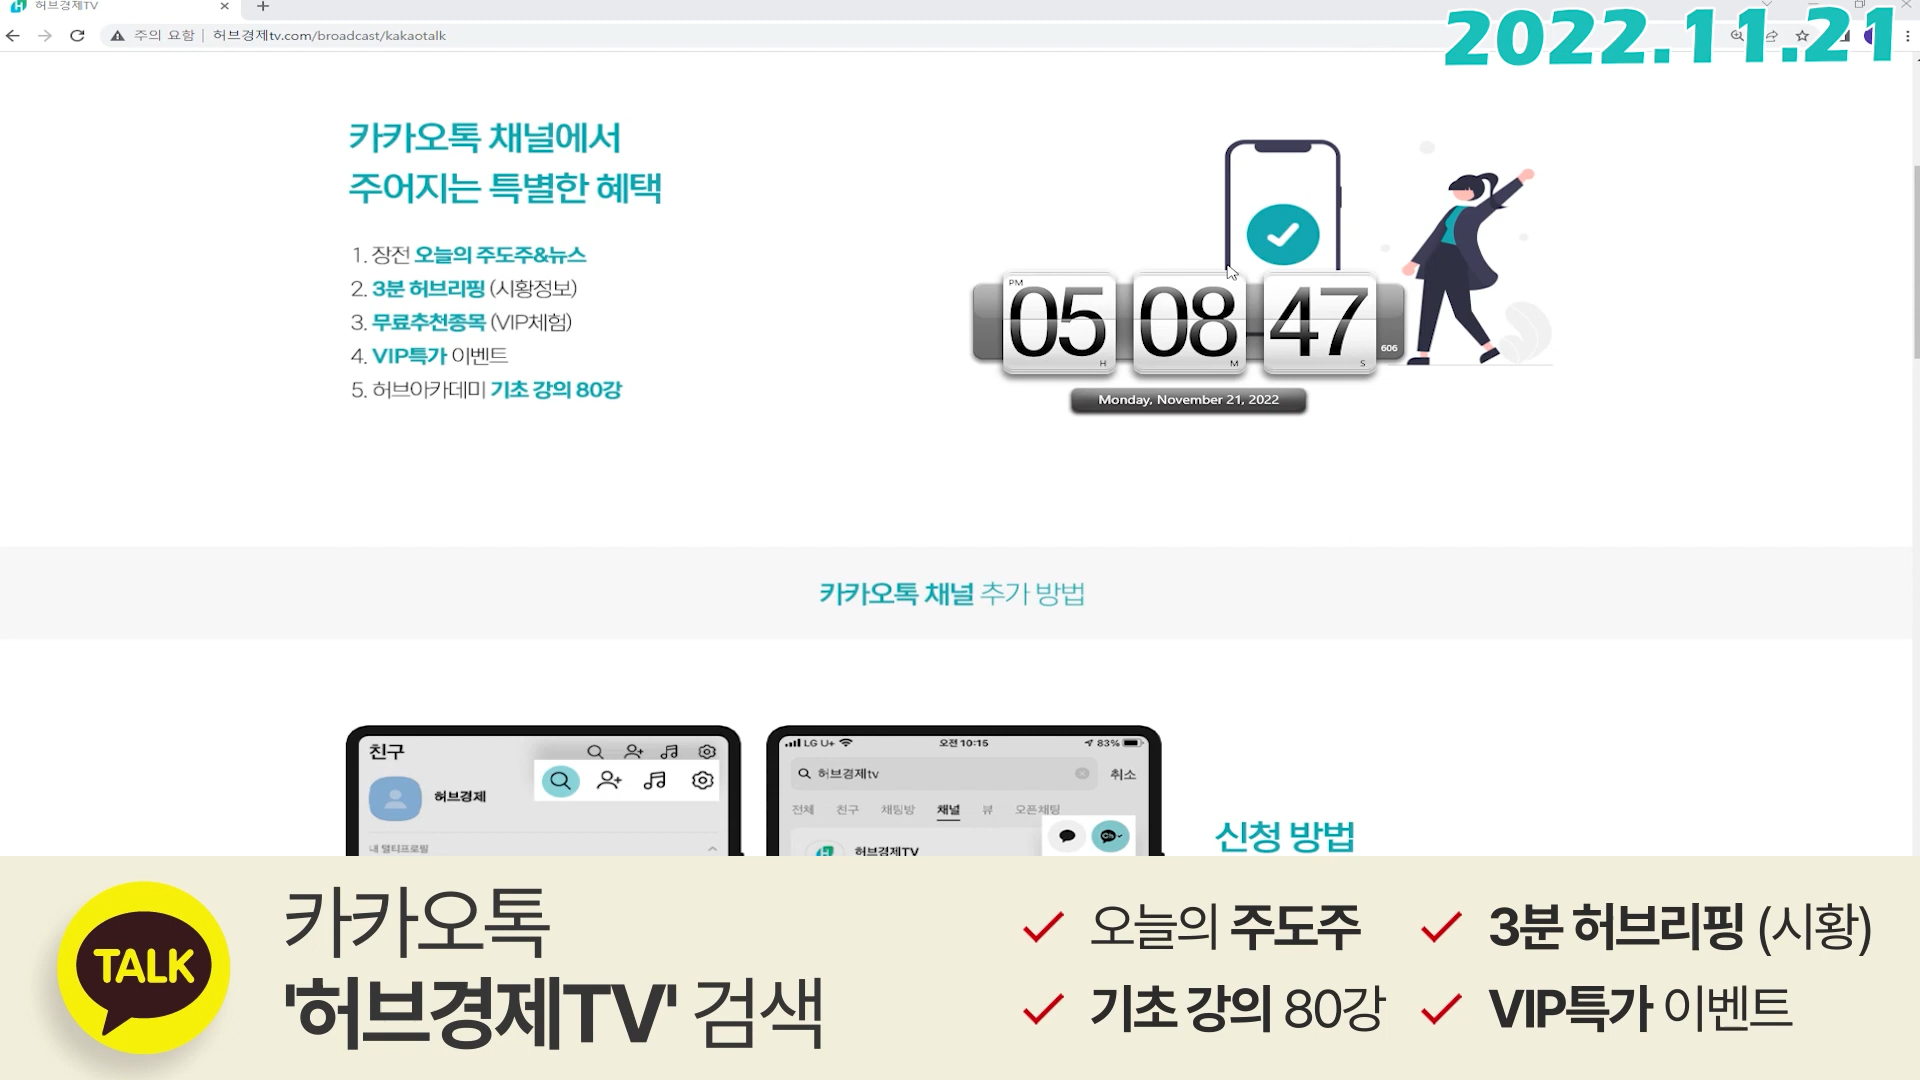 허브경제TV
2022.11.21
주의 요함 | 허브경제tv.com/broadcast/kakaotalk
카카오톡 채널에서
주어지는 특별한 혜택
1. 장전 오늘의 주도주&뉴스
2. 3분 허브리핑 (시황정보)
3. 무료추천종목 (VIP체험)
4. VIP특가 이벤트
5. 허브아카데미 기초 강의 80강
PM 05 H 08 M 47 S 606
Monday, November 21, 2022
카카오톡 채널 추가 방법
친구
허브경제
내 멀티프로필
LG U+ 오전 10:15 83%
허브경제tv 취소
전체 친구 채팅방 채널 뷰 오픈채팅
허브경제TV
Ch
신청 방법
TALK
카카오톡
'허브경제TV' 검색
오늘의 주도주
3분 허브리핑 (시황)
기초 강의 80강
VIP특가 이벤트